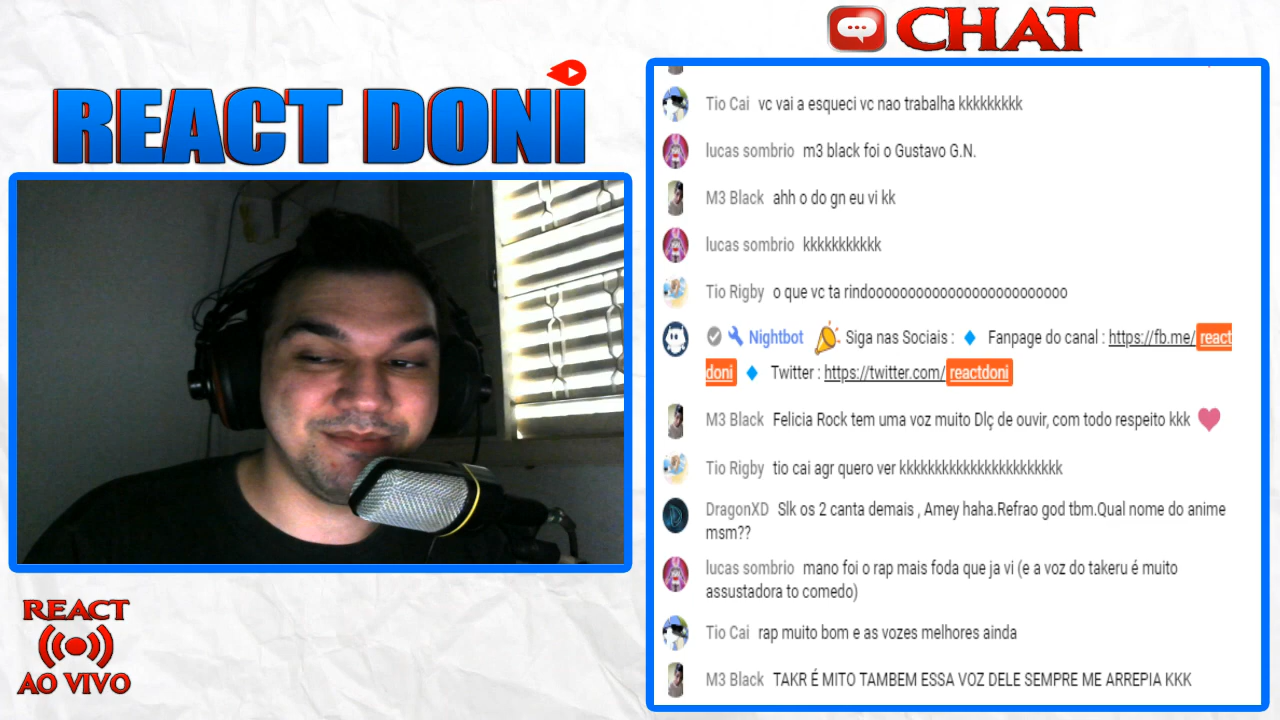 CHAT
REACT DONI
Tio Cai vc vai a esqueci vc nao trabalha kkkkkkkkk
lucas sombrio m3 black foi o Gustavo G.N.
M3 Black ahh o do gn eu vi kk
lucas sombrio kkkkkkkkkkk
Tio Rigby o que vc ta rindooooooooooooooooooooooooo
Nightbot Siga nas Sociais : Fanpage do canal : https://fb.me/react
doni Twitter : https://twitter.com/reactdoni
M3 Black Felicia Rock tem uma voz muito Dlç de ouvir, com todo respeito kkk
Tio Rigby tio cai agr quero ver kkkkkkkkkkkkkkkkkkkkkkk
DragonXD Slk os 2 canta demais , Amey haha.Refrao god tbm.Qual nome do anime
msm??
lucas sombrio mano foi o rap mais foda que ja vi (e a voz do takeru é muito
assustadora to comedo)
Tio Cai rap muito bom e as vozes melhores ainda
M3 Black TAKR É MITO TAMBEM ESSA VOZ DELE SEMPRE ME ARREPIA KKK
REACT
AO VIVO